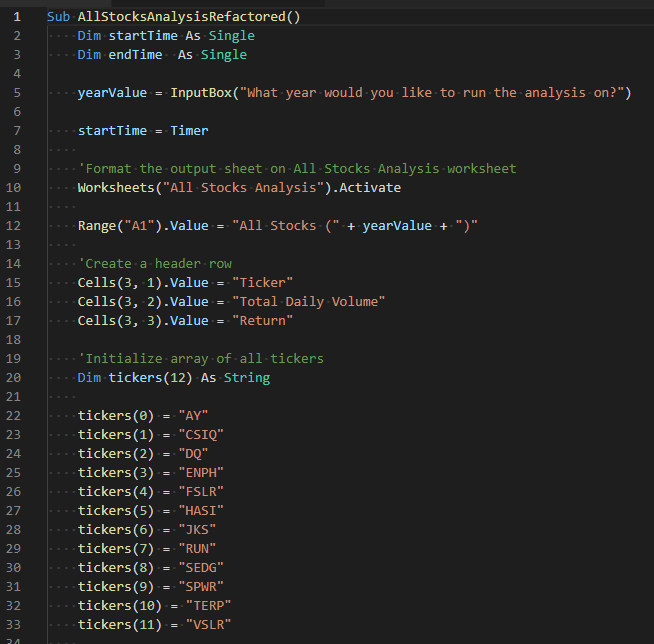 1 Sub AllStocksAnalysisRefactored()
2     Dim startTime As Single
3     Dim endTime  As Single
4
5     yearValue = InputBox("What year would you like to run the analysis on?")
6
7     startTime = Timer
8
9     'Format the output sheet on All Stocks Analysis worksheet
10     Worksheets("All Stocks Analysis").Activate
11
12     Range("A1").Value = "All Stocks (" + yearValue + ")"
13
14     'Create a header row
15     Cells(3, 1).Value = "Ticker"
16     Cells(3, 2).Value = "Total Daily Volume"
17     Cells(3, 3).Value = "Return"
18
19     'Initialize array of all tickers
20     Dim tickers(12) As String
21
22     tickers(0) = "AY"
23     tickers(1) = "CSIQ"
24     tickers(2) = "DQ"
25     tickers(3) = "ENPH"
26     tickers(4) = "FSLR"
27     tickers(5) = "HASI"
28     tickers(6) = "JKS"
29     tickers(7) = "RUN"
30     tickers(8) = "SEDG"
31     tickers(9) = "SPWR"
32     tickers(10) = "TERP"
33     tickers(11) = "VSLR"
34